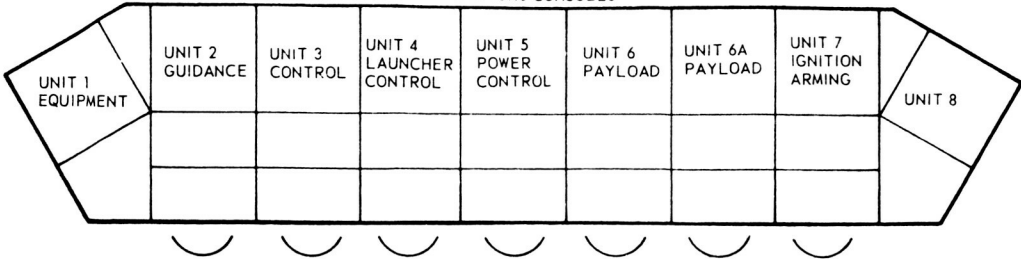 UNIT 1
EQUIPMENT
UNIT 2
GUIDANCE
UNIT 3
CONTROL
UNIT 4
LAUNCHER
CONTROL
UNIT 5
POWER
CONTROL
UNIT 6
PAYLOAD
UNIT 6A
PAYLOAD
UNIT 7
IGNITION
ARMING
UNIT 8